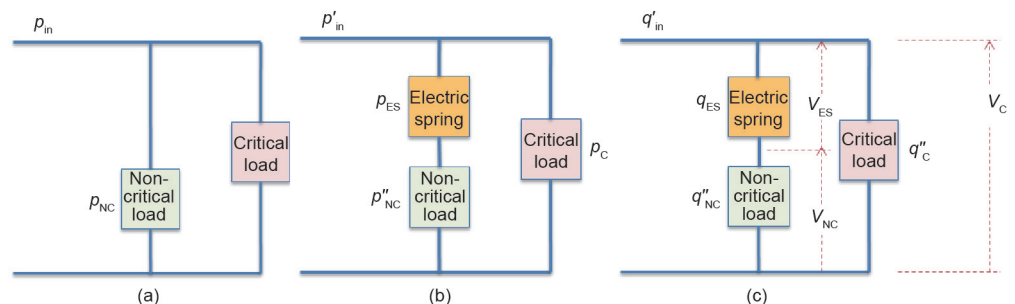 p_in
Non-
critical
load
p_NC
Critical
load
(a)
p′_in
p_ES
Electric
spring
p″_NC
Non-
critical
load
Critical
load
p_C
(b)
q′_in
q_ES
Electric
spring
V_ES
q″_NC
Non-
critical
load
V_NC
Critical
load
q″_C
V_C
(c)